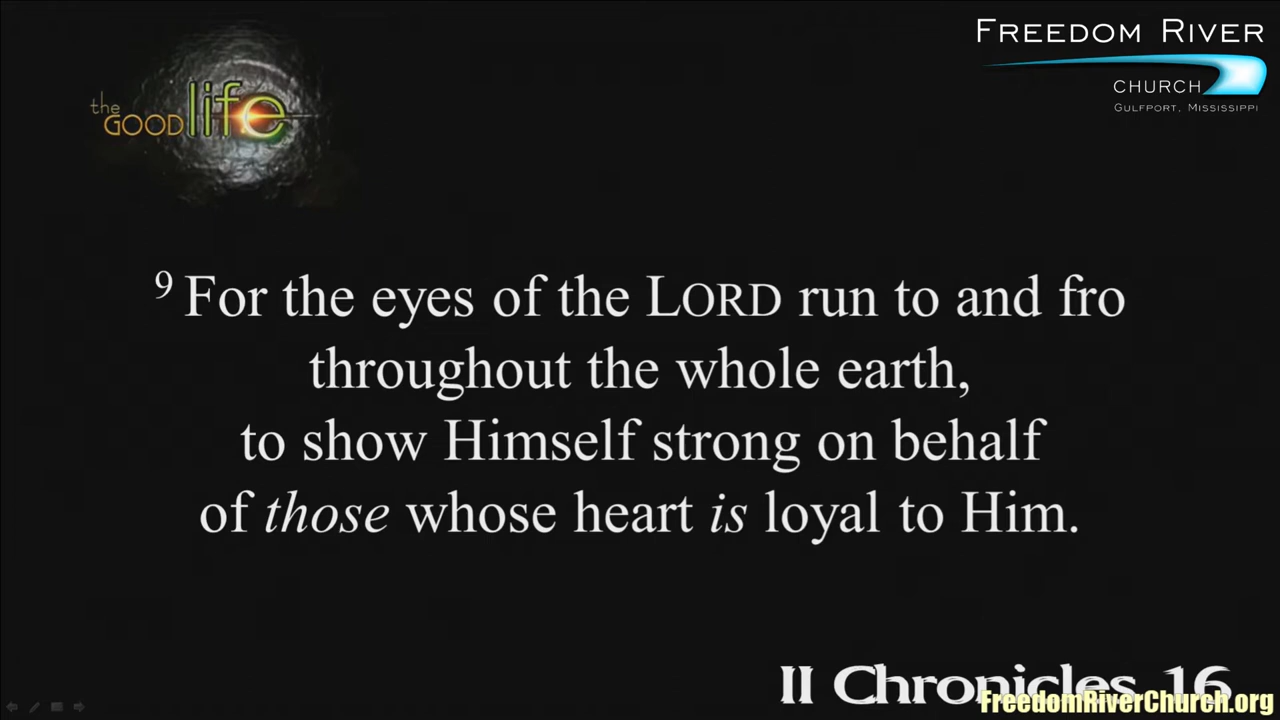 the
GOOD life
FREEDOM RIVER
CHURCH
GULFPORT, MISSISSIPPI
9 For the eyes of the LORD run to and fro
throughout the whole earth,
to show Himself strong on behalf
of those whose heart is loyal to Him.
II Chronicles 16
FreedomRiverChurch.org